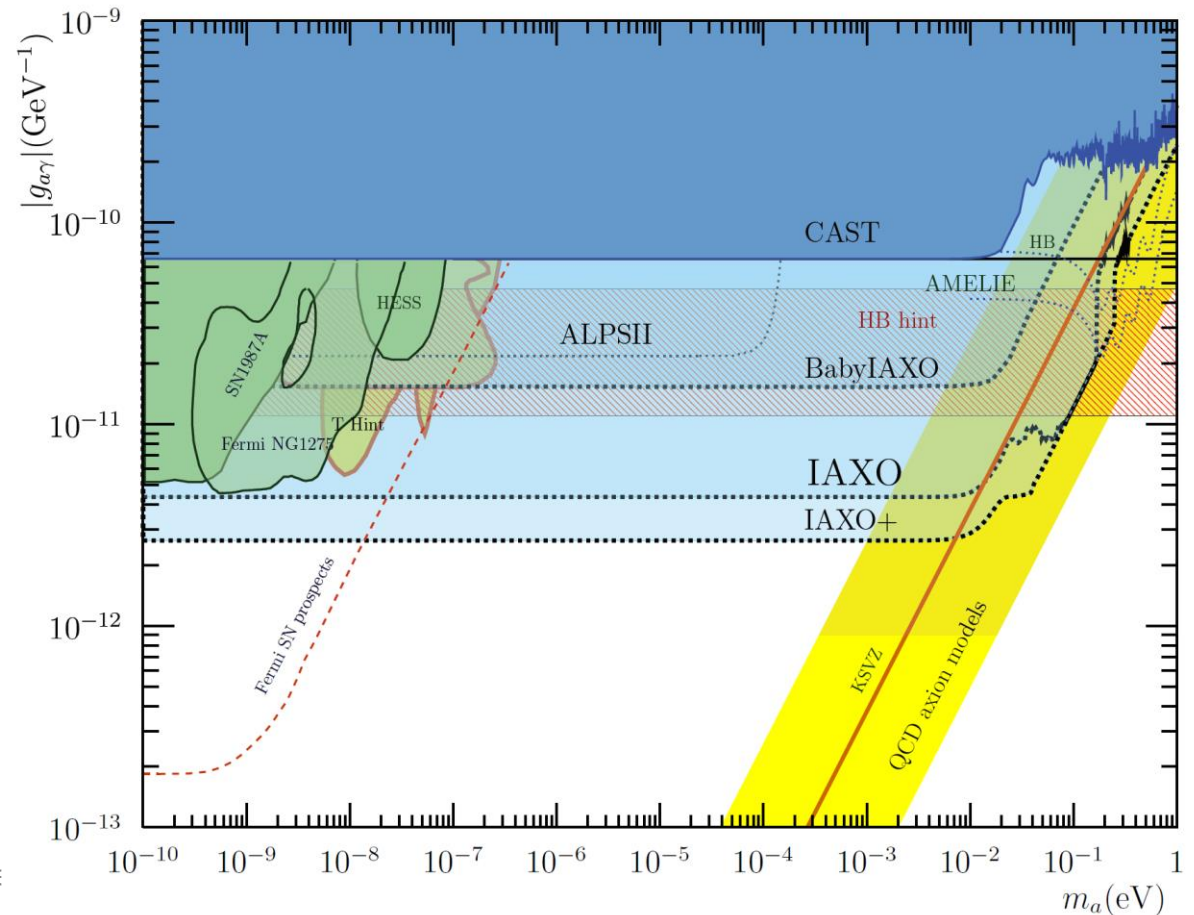 10⁻⁹
|g_{aγ}|(GeV⁻¹)
10⁻¹⁰
CAST
HB
AMELIE
HESS
HB hint
ALPSII
SN1987A
BabyIAXO
10⁻¹¹
T Hint
Fermi NG1275
IAXO
IAXO+
10⁻¹²
Fermi SN prospects
KSVZ
QCD axion models
10⁻¹³
10⁻¹⁰ 10⁻⁹ 10⁻⁸ 10⁻⁷ 10⁻⁶ 10⁻⁵ 10⁻⁴ 10⁻³ 10⁻² 10⁻¹ 1
m_a(eV)